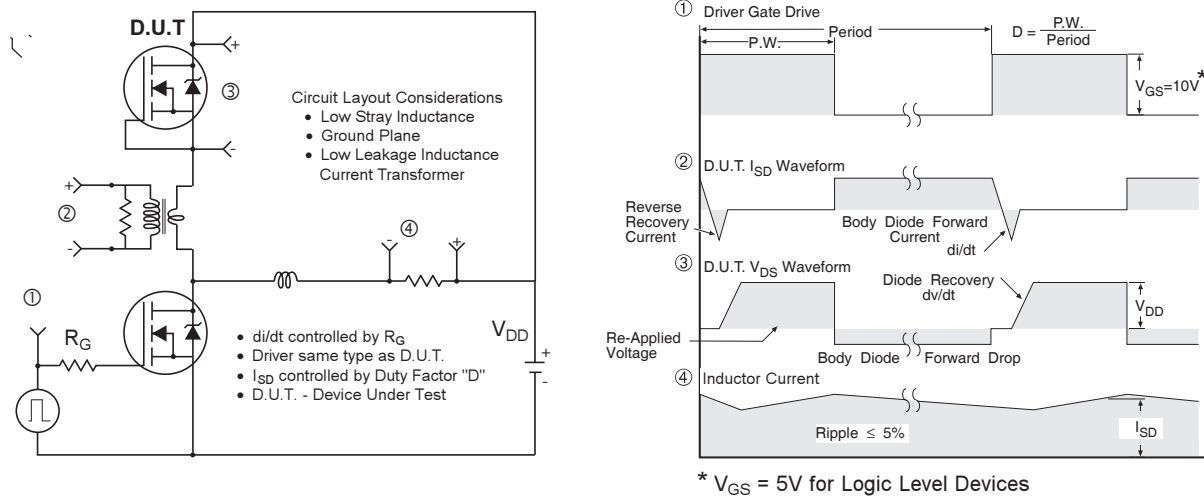 D.U.T
+
③
-
Circuit Layout Considerations
• Low Stray Inductance
• Ground Plane
• Low Leakage Inductance
Current Transformer
+
②
-
④
-
+
①
R_G
V_DD
+
-
• di/dt controlled by R_G
• Driver same type as D.U.T.
• I_SD controlled by Duty Factor "D"
• D.U.T. - Device Under Test
① Driver Gate Drive
Period
P.W.
D = P.W.
Period
V_GS=10V *
② D.U.T. I_SD Waveform
Reverse
Recovery
Current
Body Diode Forward
Current
di/dt
③ D.U.T. V_DS Waveform
Diode Recovery
dv/dt
V_DD
Re-Applied
Voltage
Body Diode Forward Drop
④ Inductor Current
Ripple ≤ 5%
I_SD
* V_GS = 5V for Logic Level Devices